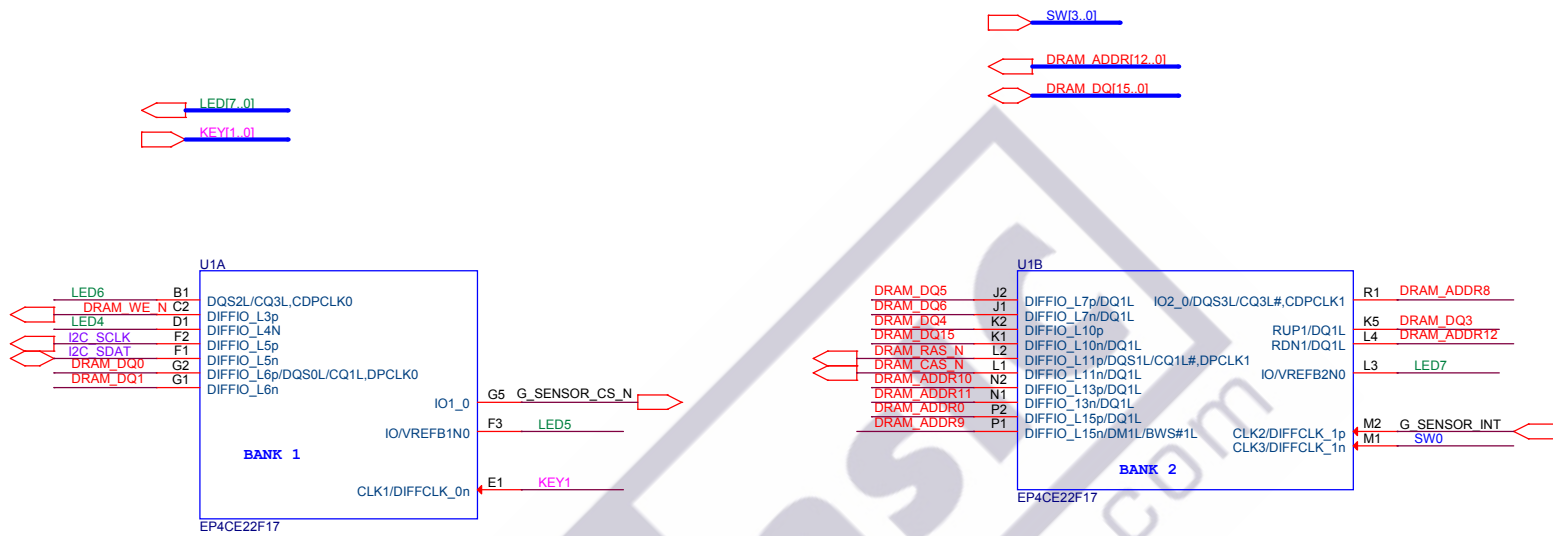 SW[3..0]
DRAM_ADDR[12..0]
DRAM_DQ[15..0]
LED[7..0]
KEY[1..0]
U1A
LED6 B1 DQS2L/CQ3L,CDPCLK0
DRAM_WE_N C2 DIFFIO_L3p
LED4 D1 DIFFIO_L4N
I2C_SCLK F2 DIFFIO_L5p
I2C_SDAT F1 DIFFIO_L5n
DRAM_DQ0 G2 DIFFIO_L6p/DQS0L/CQ1L,DPCLK0
DRAM_DQ1 G1 DIFFIO_L6n
IO1_0 G5 G_SENSOR_CS_N
IO/VREFB1N0 F3 LED5
BANK 1
CLK1/DIFFCLK_0n E1 KEY1
EP4CE22F17
U1B
DRAM_DQ5 J2 DIFFIO_L7p/DQ1L IO2_0/DQS3L/CQ3L#,CDPCLK1 R1 DRAM_ADDR8
DRAM_DQ6 J1 DIFFIO_L7n/DQ1L
DRAM_DQ4 K2 DIFFIO_L10p RUP1/DQ1L K5 DRAM_DQ3
DRAM_DQ15 K1 DIFFIO_L10n/DQ1L RDN1/DQ1L L4 DRAM_ADDR12
DRAM_RAS_N L2 DIFFIO_L11p/DQS1L/CQ1L#,DPCLK1
DRAM_CAS_N L1 DIFFIO_L11n/DQ1L IO/VREFB2N0 L3 LED7
DRAM_ADDR10 N2 DIFFIO_L13p/DQ1L
DRAM_ADDR11 N1 DIFFIO_13n/DQ1L
DRAM_ADDR0 P2 DIFFIO_L15p/DQ1L
DRAM_ADDR9 P1 DIFFIO_L15n/DM1L/BWS#1L CLK2/DIFFCLK_1p M2 G_SENSOR_INT
CLK3/DIFFCLK_1n M1 SW0
BANK 2
EP4CE22F17
com